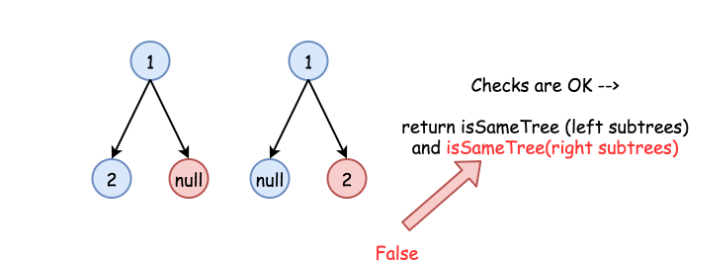 1
1
Checks are OK -->
return isSameTree (left subtrees)
and isSameTree(right subtrees)
2
null
null
2
False